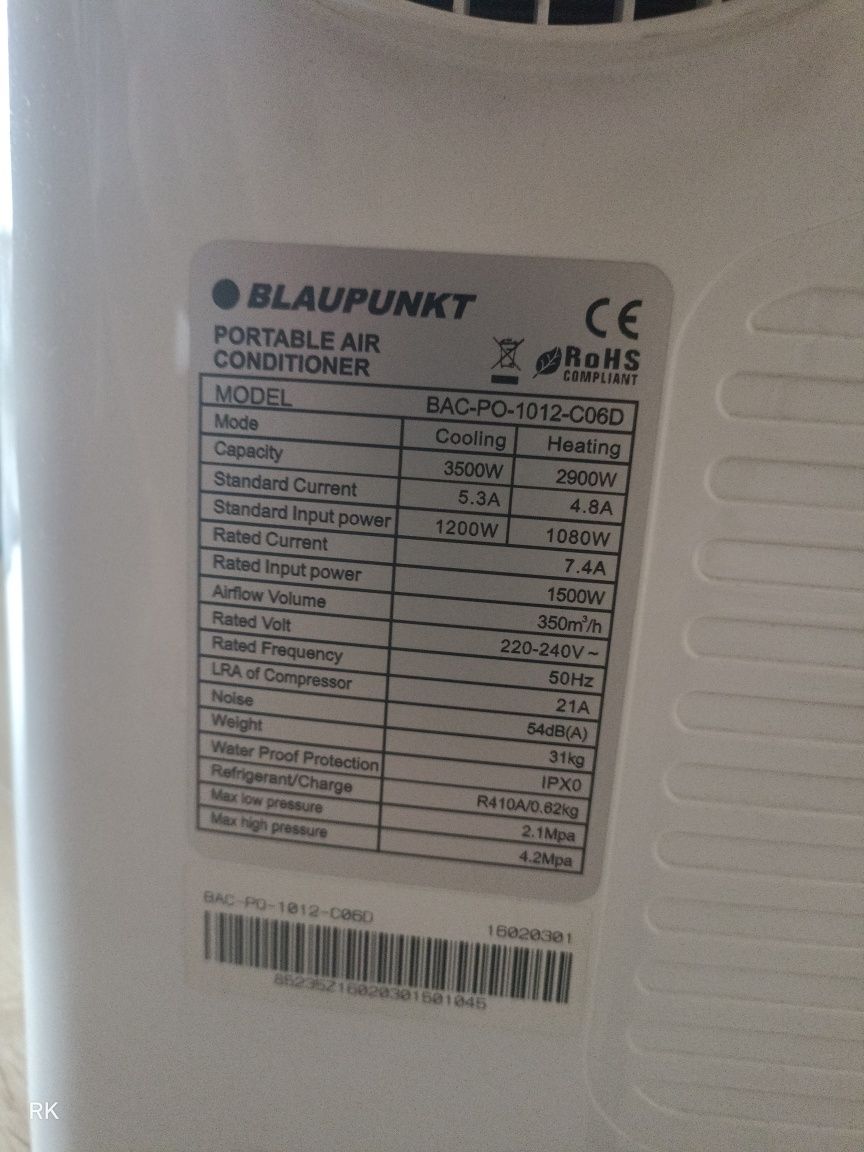 BLAUPUNKT
CE
PORTABLE AIR
CONDITIONER
RoHS
COMPLIANT
MODEL BAC-PO-1012-C06D
Mode Cooling Heating
Capacity 3500W 2900W
Standard Current 5.3A 4.8A
Standard Input power 1200W 1080W
Rated Current 7.4A
Rated Input power 1500W
Airflow Volume 350m³/h
Rated Volt 220-240V~
Rated Frequency 50Hz
LRA of Compressor 21A
Noise 54dB(A)
Weight 31kg
Water Proof Protection IPX0
Refrigerant/Charge R410A/0.62kg
Max low pressure 2.1Mpa
Max high pressure 4.2Mpa
BAC-PO-1012-C06D 16020301
85235Z16020301601045
RK